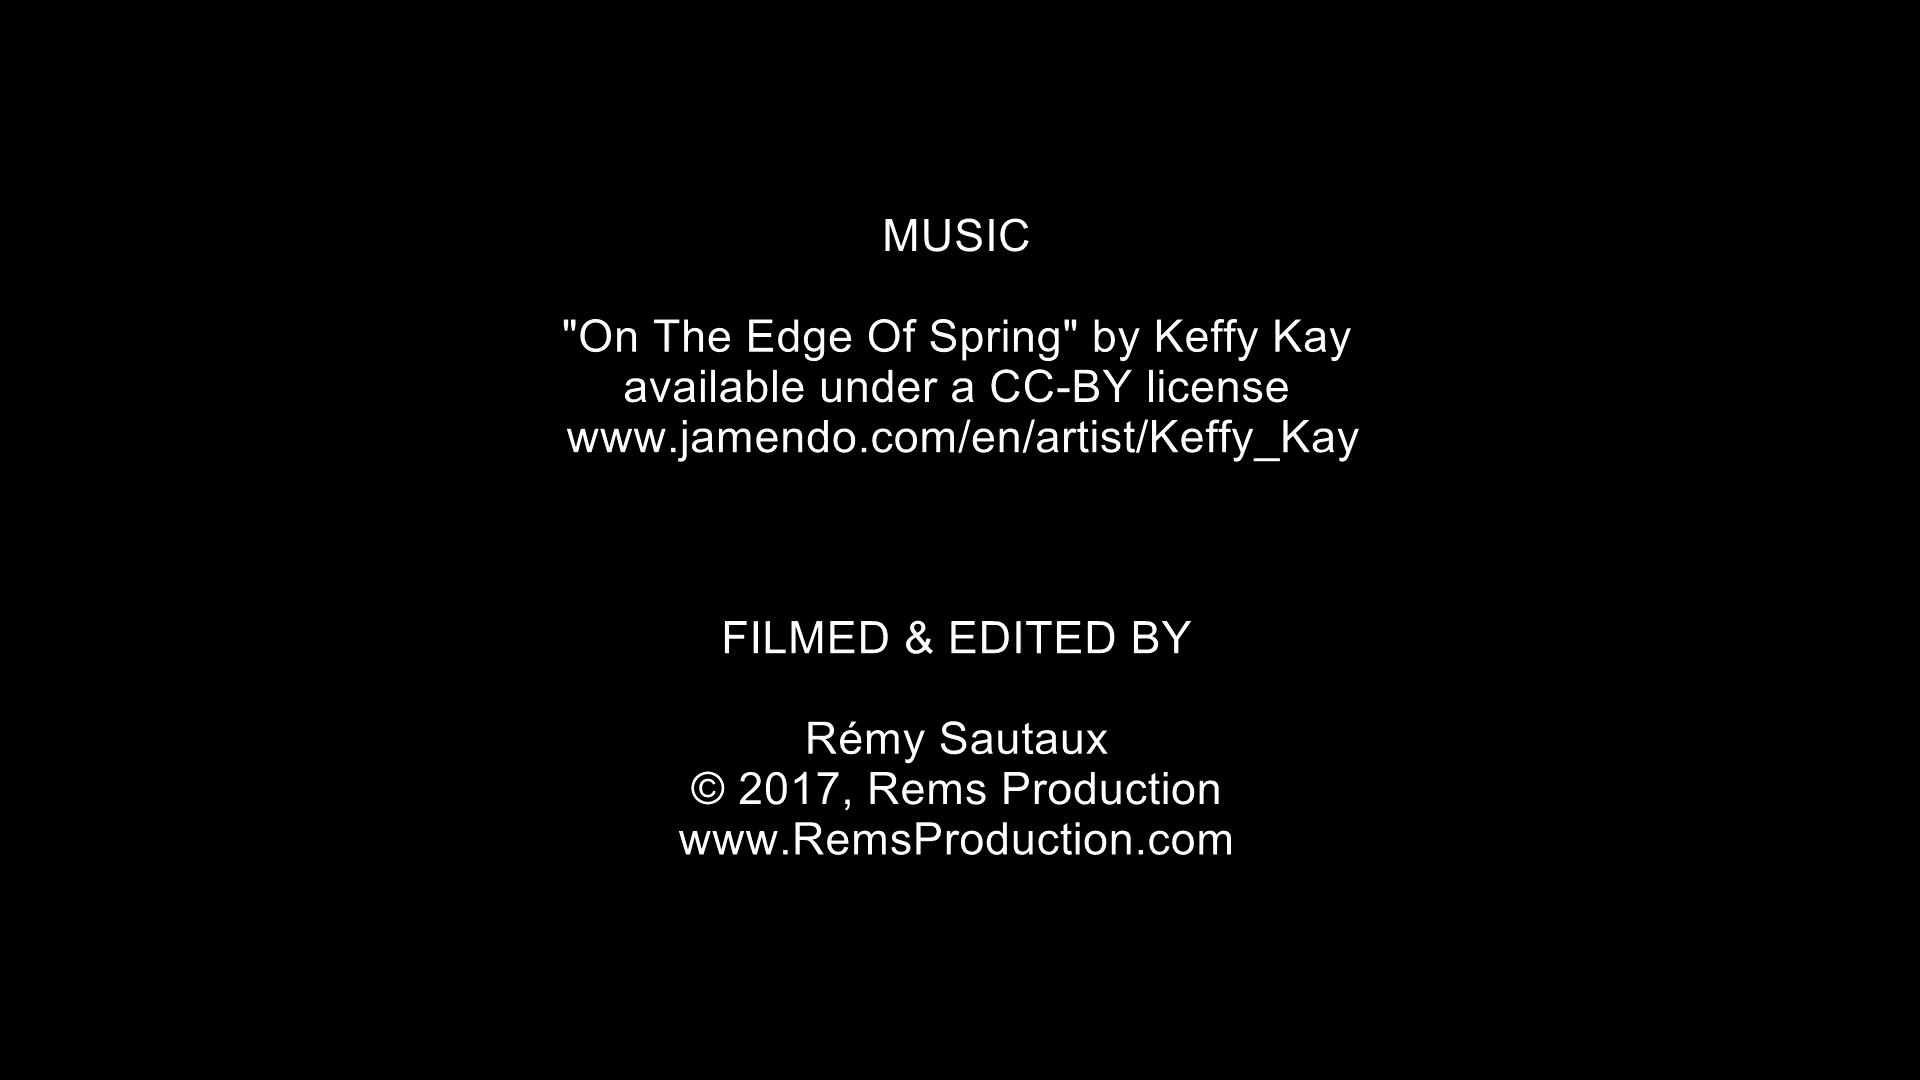 MUSIC
"On The Edge Of Spring" by Keffy Kay
available under a CC-BY license
www.jamendo.com/en/artist/Keffy_Kay
FILMED & EDITED BY
Rémy Sautaux
© 2017, Rems Production
www.RemsProduction.com